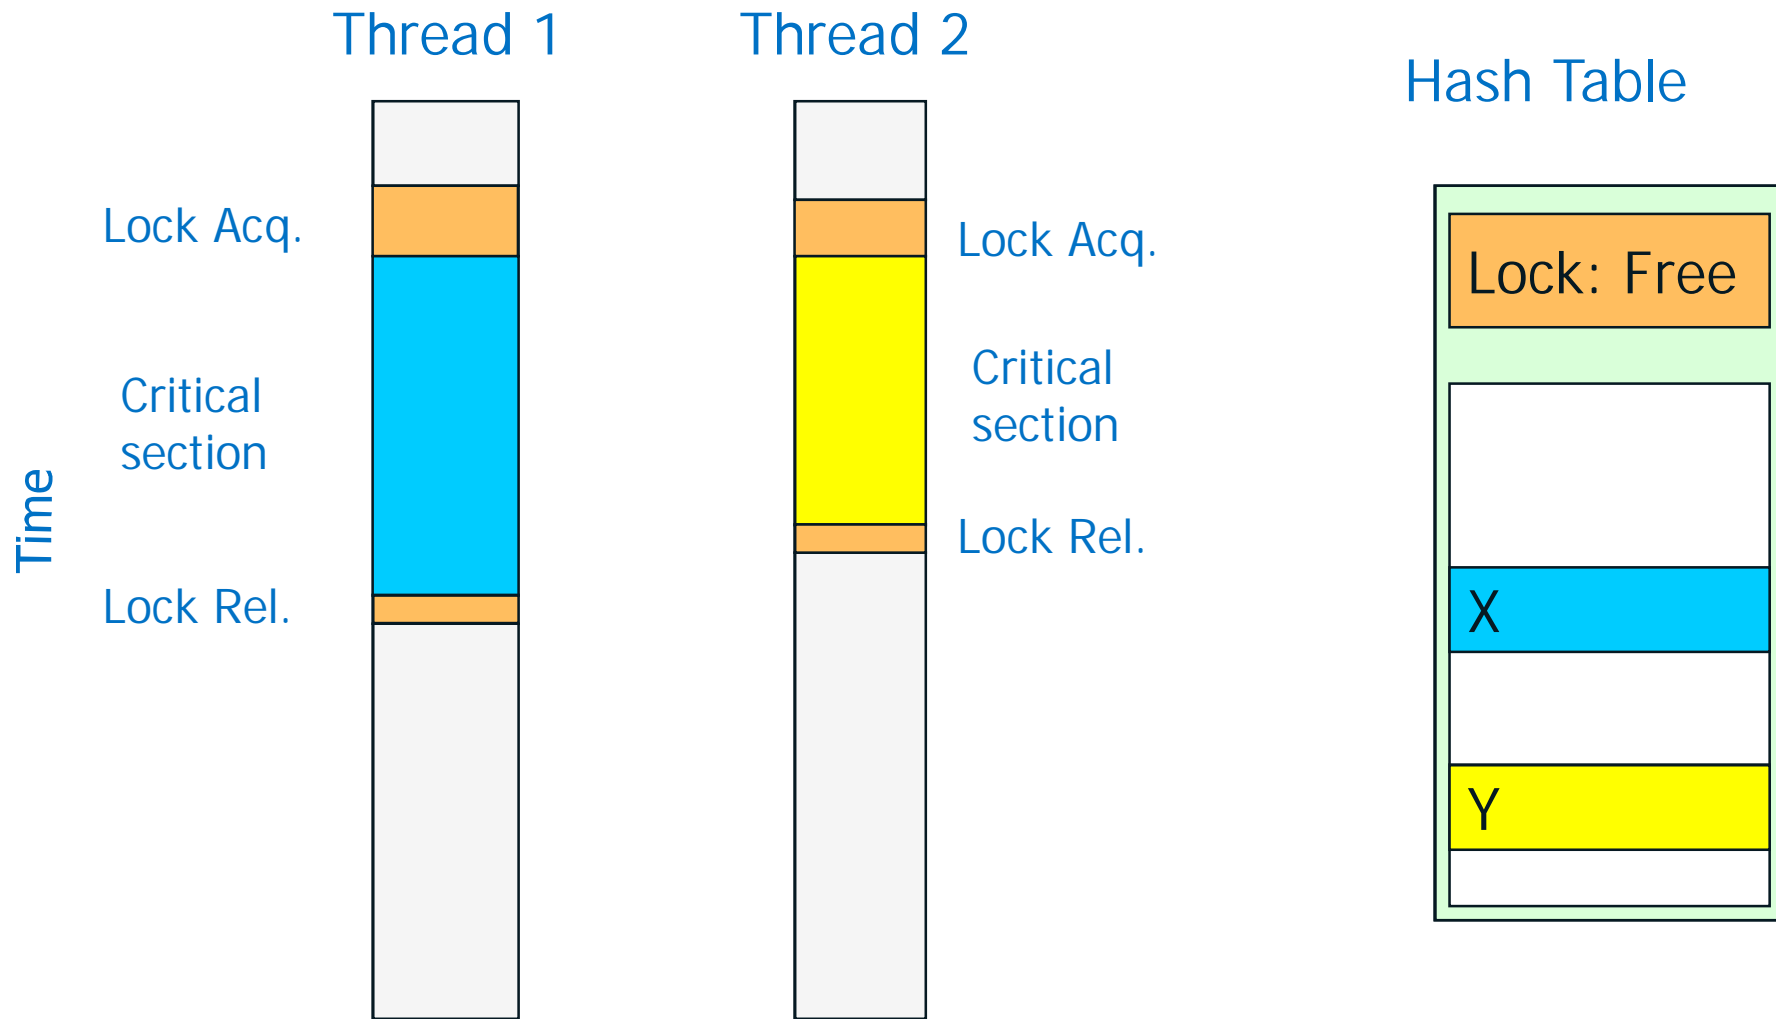 Thread 1
Thread 2
Hash Table
Lock Acq.
Lock Acq.
Lock: Free
Critical
section
Critical
section
Time
Lock Rel.
Lock Rel.
X
Y